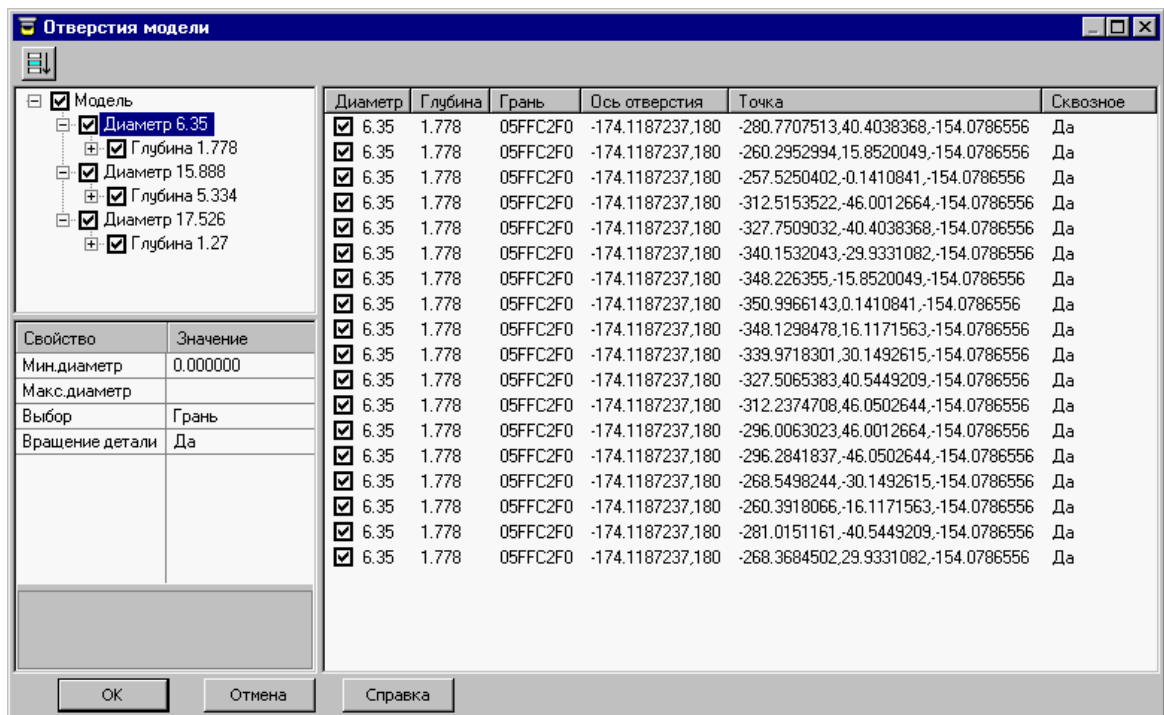 Отверстия модели
Модель
Диаметр 6.35
Глубина 1.778
Диаметр 15.888
Глубина 5.334
Диаметр 17.526
Глубина 1.27
Свойство Значение
Мин.диаметр 0.000000
Макс.диаметр
Выбор Грань
Вращение детали Да
Диаметр Глубина Грань Ось отверстия Точка Сквозное
6.35 1.778 05FFC2F0 -174.1187237,180 -280.7707513,40.4038368,-154.0786556 Да
6.35 1.778 05FFC2F0 -174.1187237,180 -260.2952994,15.8520049,-154.0786556 Да
6.35 1.778 05FFC2F0 -174.1187237,180 -257.5250402,-0.1410841,-154.0786556 Да
6.35 1.778 05FFC2F0 -174.1187237,180 -312.5153522,-46.0012664,-154.0786556 Да
6.35 1.778 05FFC2F0 -174.1187237,180 -327.7509032,-40.4038368,-154.0786556 Да
6.35 1.778 05FFC2F0 -174.1187237,180 -340.1532043,-29.9331082,-154.0786556 Да
6.35 1.778 05FFC2F0 -174.1187237,180 -348.226355,-15.8520049,-154.0786556 Да
6.35 1.778 05FFC2F0 -174.1187237,180 -350.9966143,0.1410841,-154.0786556 Да
6.35 1.778 05FFC2F0 -174.1187237,180 -348.1298478,16.1171563,-154.0786556 Да
6.35 1.778 05FFC2F0 -174.1187237,180 -339.9718301,30.1492615,-154.0786556 Да
6.35 1.778 05FFC2F0 -174.1187237,180 -327.5065383,40.5449209,-154.0786556 Да
6.35 1.778 05FFC2F0 -174.1187237,180 -312.2374708,46.0502644,-154.0786556 Да
6.35 1.778 05FFC2F0 -174.1187237,180 -296.0063023,46.0012664,-154.0786556 Да
6.35 1.778 05FFC2F0 -174.1187237,180 -296.2841837,-46.0502644,-154.0786556 Да
6.35 1.778 05FFC2F0 -174.1187237,180 -268.5498244,-30.1492615,-154.0786556 Да
6.35 1.778 05FFC2F0 -174.1187237,180 -260.3918066,-16.1171563,-154.0786556 Да
6.35 1.778 05FFC2F0 -174.1187237,180 -281.0151161,-40.5449209,-154.0786556 Да
6.35 1.778 05FFC2F0 -174.1187237,180 -268.3684502,29.9331082,-154.0786556 Да
OK Отмена Справка